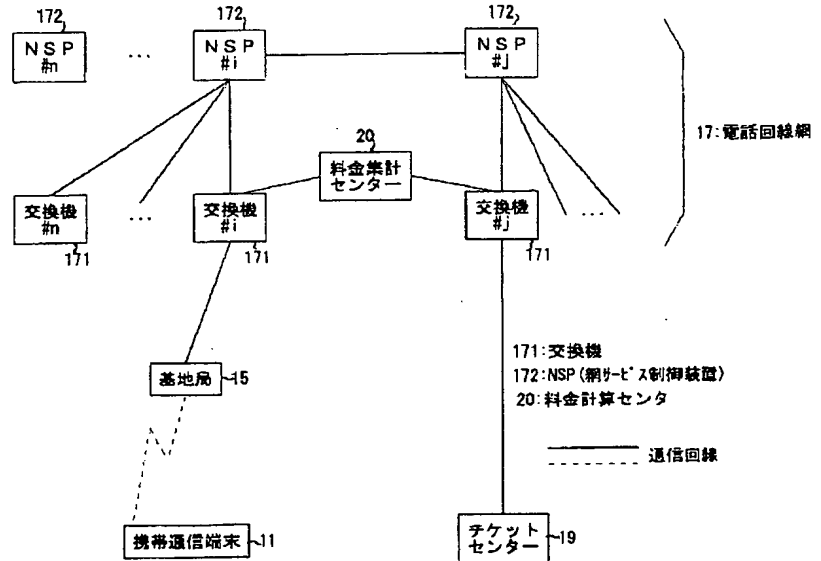 172 172 172
NSP #n
...
NSP #i
NSP #j
17:電話回線網
20
料金集計
センター
交換機 #n
...
交換機 #i
交換機 #j
...
171 171 171
基地局 15
171:交換機
172:NSP(網サービス制御装置)
20:料金計算センタ
通信回線
携帯通信端末 11
チケット
センター 19